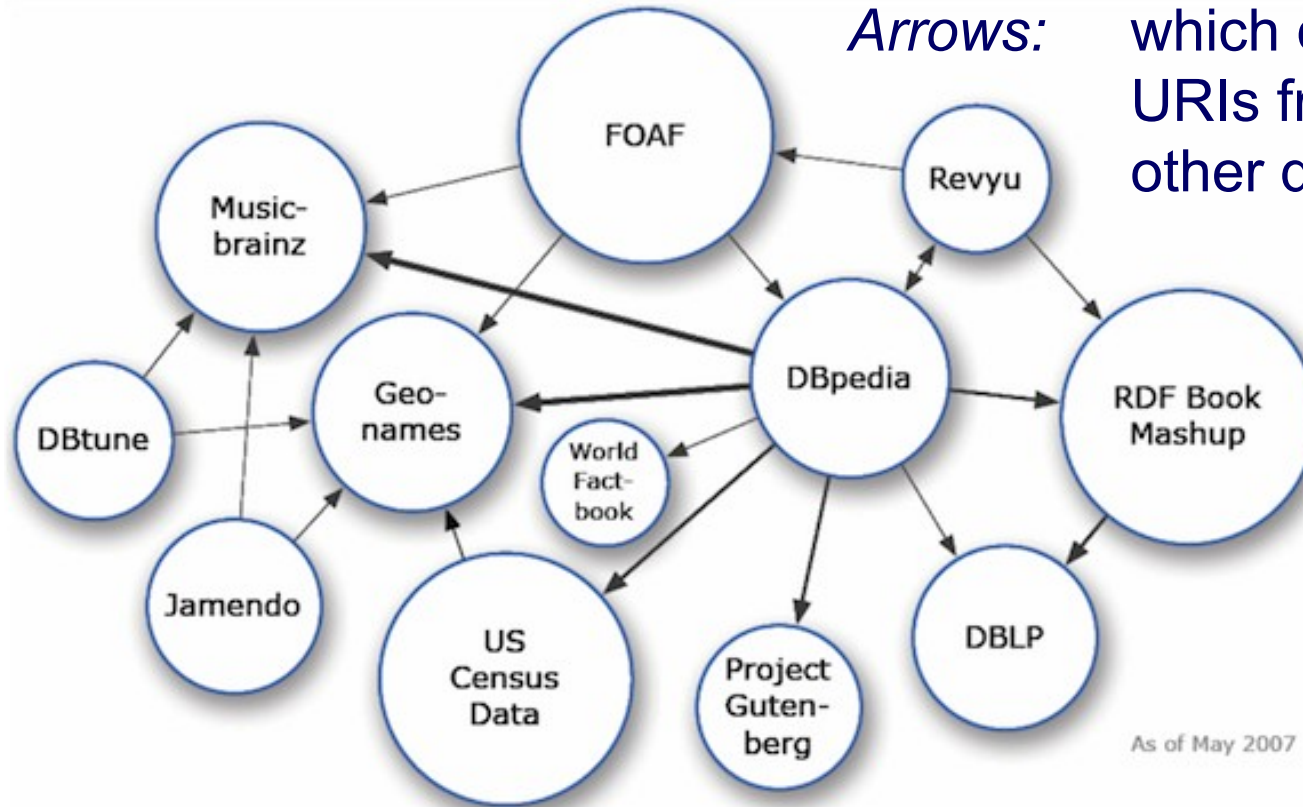 Arrows: which
URIs
other
FOAF
Revyu
Music-
brainz
DBpedia
Geo-
names
RDF Book
Mashup
DBtune
World
Fact-
book
Jamendo
US
Census
Data
Project
Guten-
berg
DBLP
As of May 2007